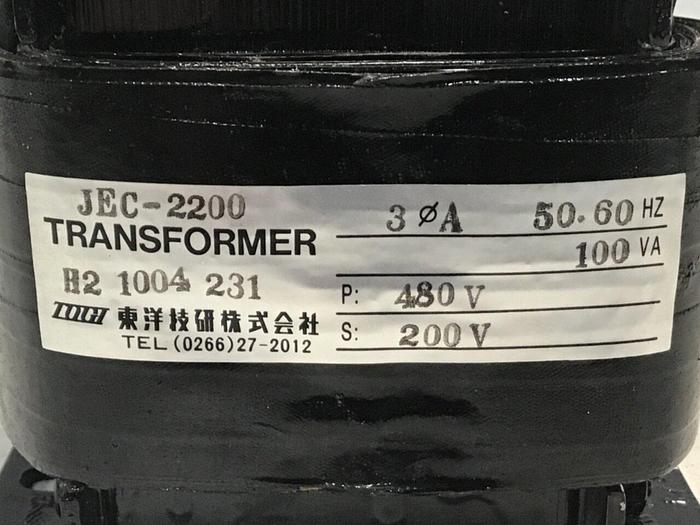 JEC-2200
TRANSFORMER
H2 1004 231
TOGI 東洋技研株式会社
TEL (0266)27-2012
3 ø A 50.60 HZ
100 VA
P: 480 V
S: 200 V